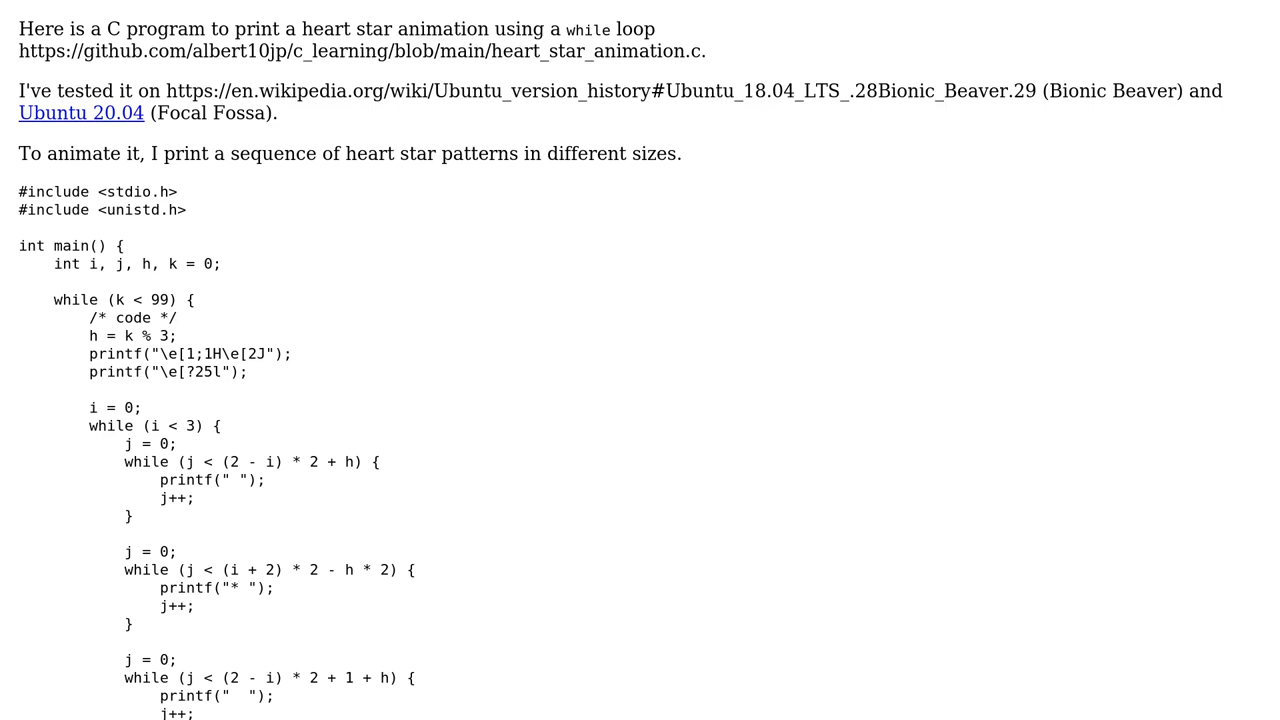 Here is a C program to print a heart star animation using a while loop
https://github.com/albert10jp/c_learning/blob/main/heart_star_animation.c.
I've tested it on https://en.wikipedia.org/wiki/Ubuntu_version_history#Ubuntu_18.04_LTS_.28Bionic_Beaver.29 (Bionic Beaver) and
Ubuntu 20.04 (Focal Fossa).
To animate it, I print a sequence of heart star patterns in different sizes.
#include <stdio.h>
#include <unistd.h>
int main() {
    int i, j, h, k = 0;
    while (k < 99) {
        /* code */
        h = k % 3;
        printf("\e[1;1H\e[2J");
        printf("\e[?25l");
        i = 0;
        while (i < 3) {
            j = 0;
            while (j < (2 - i) * 2 + h) {
                printf(" ");
                j++;
            }
            j = 0;
            while (j < (i + 2) * 2 - h * 2) {
                printf("* ");
                j++;
            }
            j = 0;
            while (j < (2 - i) * 2 + 1 + h) {
                printf("  ");
                j++;